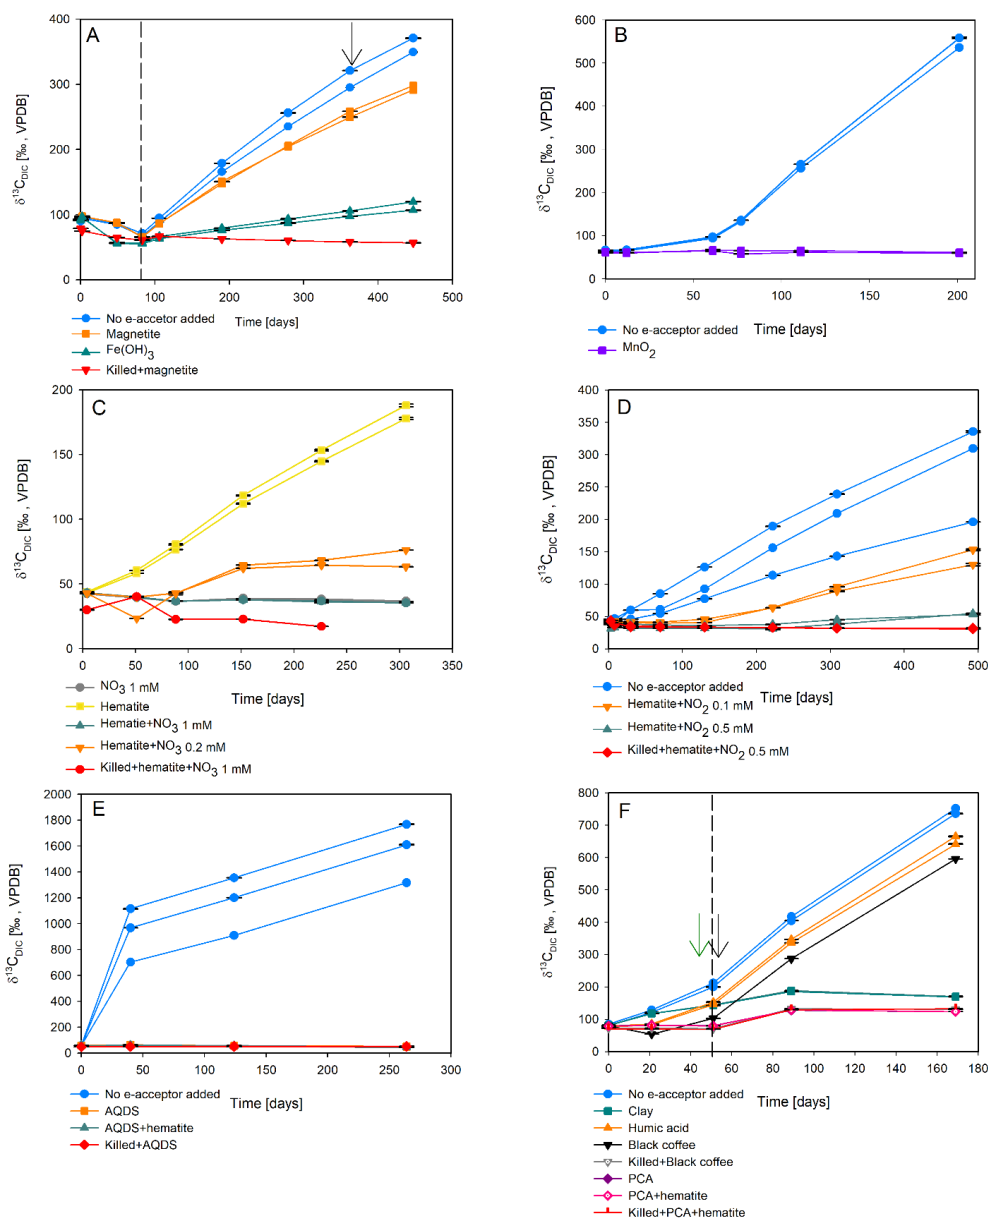 A
δ13CDIC [‰ , VPDB]
400
300
200
100
0
0 100 200 300 400 500
Time [days]
No e-accetor added
Magnetite
Fe(OH)3
Killed+magnetite
B
δ13CDIC [‰ , VPDB]
600
500
400
300
200
100
0
0 50 100 150 200
Time [days]
No e-acceptor added
MnO2
C
δ13CDIC [‰ , VPDB]
200
150
100
50
0
0 50 100 150 200 250 300 350
Time [days]
NO3 1 mM
Hematite
Hematie+NO3 1 mM
Hematite+NO3 0.2 mM
Killed+hematite+NO3 1 mM
D
δ13CDIC [‰ , VPDB]
400
350
300
250
200
150
100
50
0
0 100 200 300 400 500
Time [days]
No e-acceptor added
Hematite+NO2 0.1 mM
Hematite+NO2 0.5 mM
Killed+hematite+NO2 0.5 mM
E
δ13CDIC [‰ , VPDB]
2000
1800
1600
1400
1200
1000
800
600
400
200
0
0 50 100 150 200 250 300
Time [days]
No e-acceptor added
AQDS
AQDS+hematite
Killed+AQDS
F
δ13CDIC [‰ , VPDB]
800
700
600
500
400
300
200
100
0
0 20 40 60 80 100 120 140 160 180
Time [days]
No e-acceptor added
Clay
Humic acid
Black coffee
Killed+Black coffee
PCA
PCA+hematite
Killed+PCA+hematite